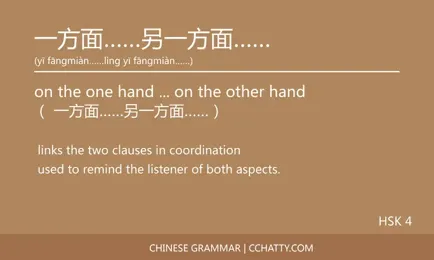 一方面……另一方面……
(yī fāngmiàn……lìng yī fāngmiàn……)
on the one hand ... on the other hand
（ 一方面……另一方面…… ）
links the two clauses in coordination
used to remind the listener of both aspects.
HSK 4
CHINESE GRAMMAR | CCHATTY.COM